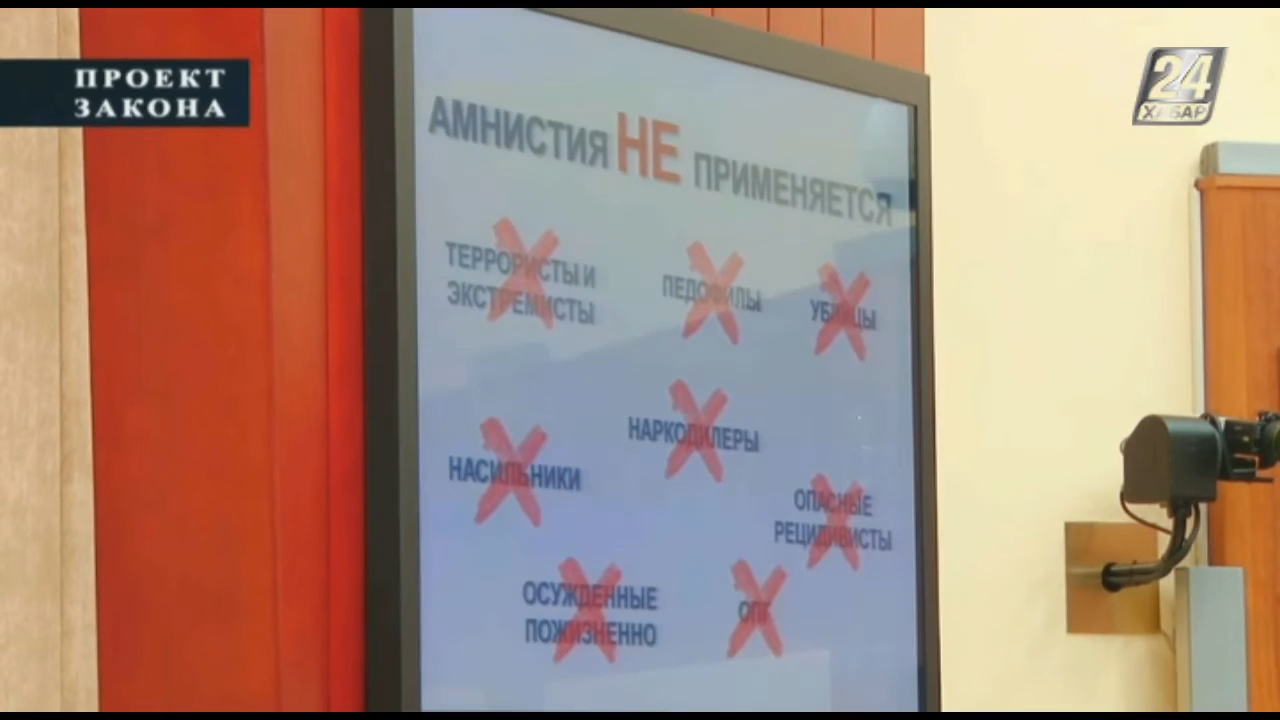 ПРОЕКТ
ЗАКОНА
24
ХАБАР
АМНИСТИЯ НЕ ПРИМЕНЯЕТСЯ
ТЕРРОРИСТЫ И
ЭКСТРЕМИСТЫ
ПЕДОФИЛЫ
УБИЙЦЫ
НАРКОДИЛЕРЫ
НАСИЛЬНИКИ
ОПАСНЫЕ
РЕЦИДИВИСТЫ
ОСУЖДЕННЫЕ
ПОЖИЗНЕННО
ОПГ